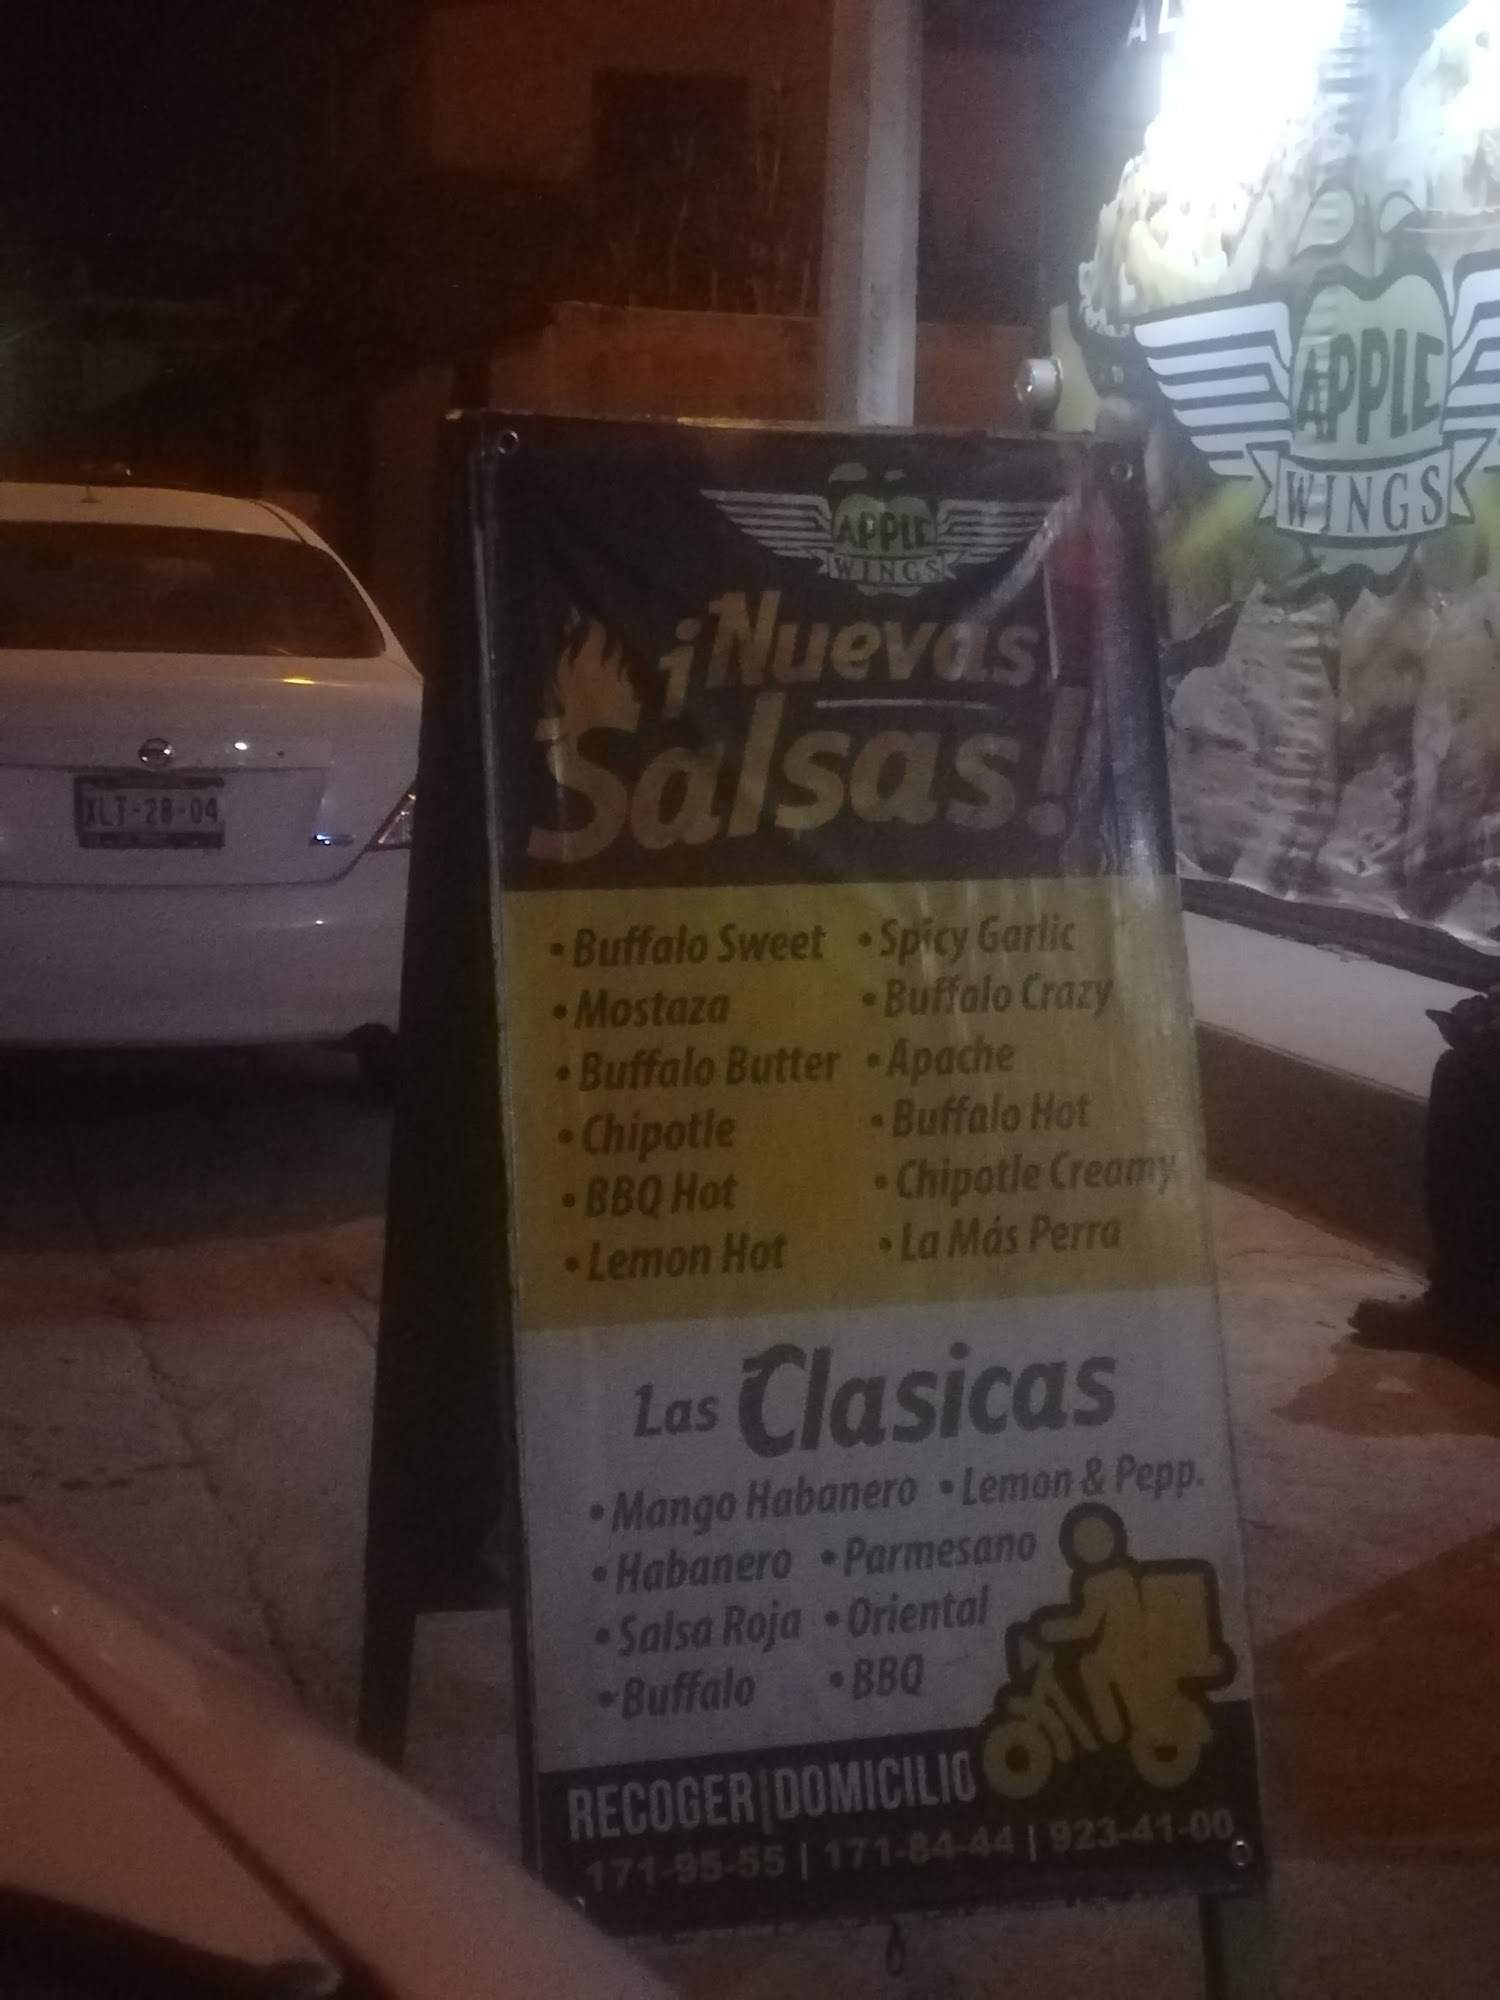 APPLE
WINGS
APPLE
WINGS
¡Nuevas
Salsas!
• Buffalo Sweet • Spicy Garlic
• Mostaza • Buffalo Crazy
• Buffalo Butter • Apache
• Chipotle • Buffalo Hot
• BBQ Hot • Chipotle Creamy
• Lemon Hot • La Más Perra
Las Clasicas
• Mango Habanero • Lemon & Pepp.
• Habanero • Parmesano
• Salsa Roja • Oriental
• Buffalo • BBQ
RECOGER|DOMICILIO
171-95-55 | 171-84-44 | 923-41-00
XLT-28-04